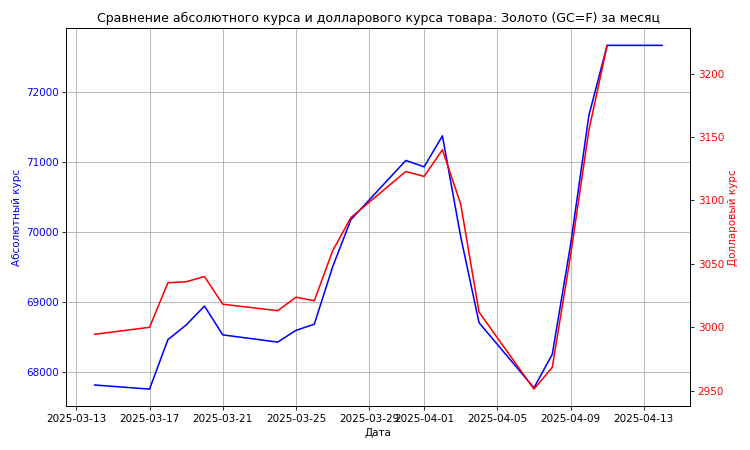 Сравнение абсолютного курса и долларового курса товара: Золото (GC=F) за месяц
Абсолютный курс
72000
71000
70000
69000
68000
3200
3150
3100
3050
3000
2950
Долларовый курс
2025-03-13 2025-03-17 2025-03-21 2025-03-25 2025-03-29 2025-04-01 2025-04-05 2025-04-09 2025-04-13
Дата